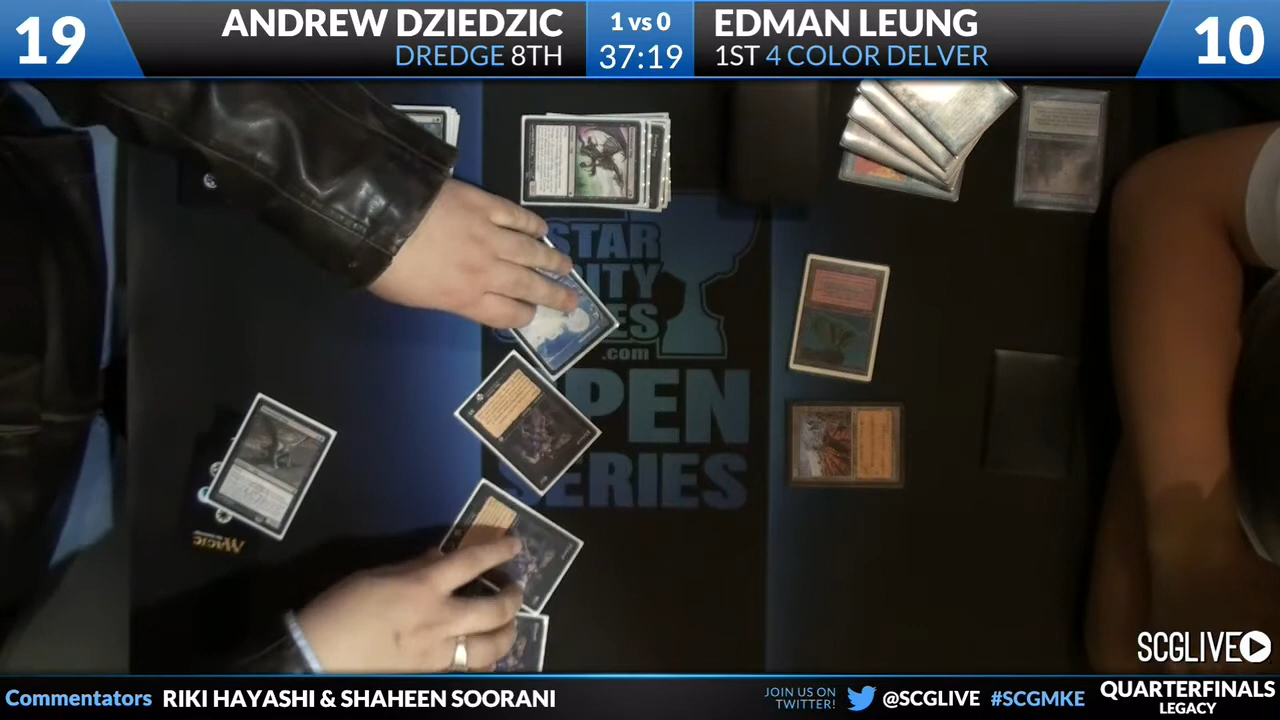 19
ANDREW DZIEDZIC
DREDGE 8TH
1 vs 0
37:19
EDMAN LEUNG
1ST 4 COLOR DELVER
10
STAR
CITY
.com
OPEN
SERIES
MAGIC
SCGLIVE
Commentators RIKI HAYASHI & SHAHEEN SOORANI
JOIN US ON
TWITTER!
@SCGLIVE #SCGMKE
QUARTERFINALS
LEGACY